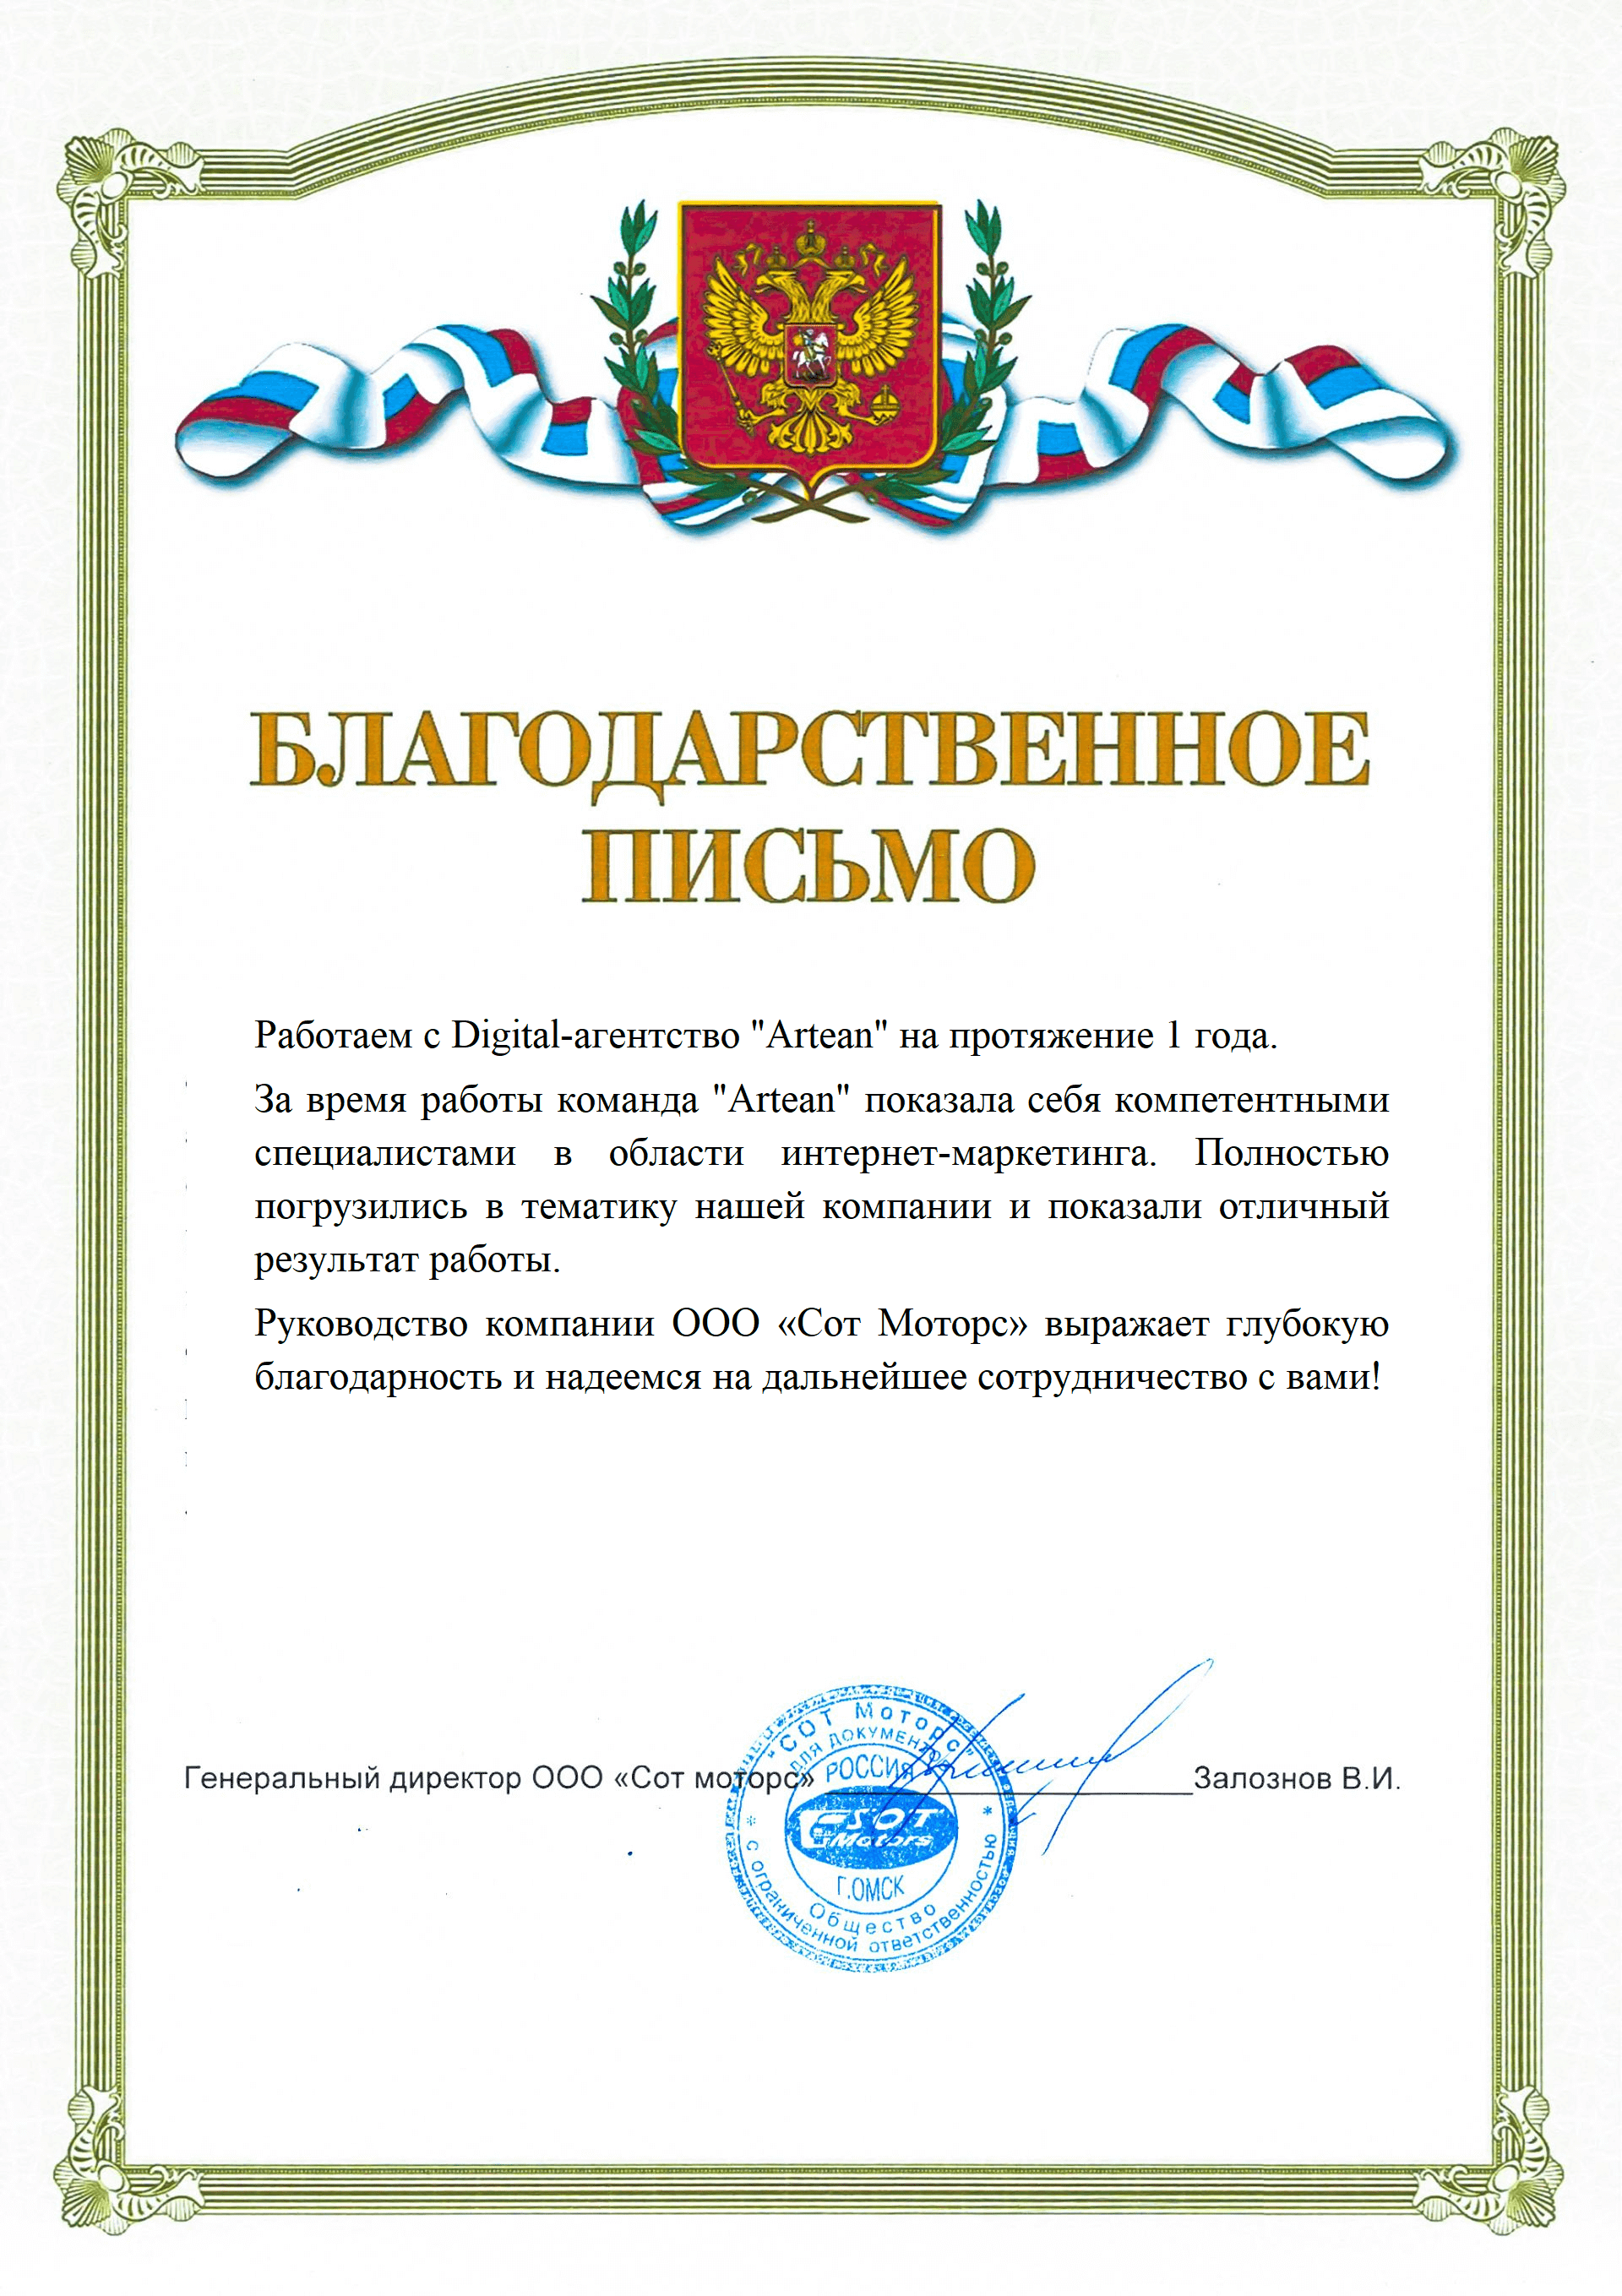 БЛАГОДАРСТВЕННОЕ
ПИСЬМО
Работаем с Digital-агентство "Artean" на протяжение 1 года.
За время работы команда "Artean" показала себя компетентными
специалистами в области интернет-маркетинга. Полностью
погрузились в тематику нашей компании и показали отличный
результат работы.
Руководство компании ООО «Сот Моторс» выражает глубокую
благодарность и надеемся на дальнейшее сотрудничество с вами!
Генеральный директор ООО «Сот моторс» Залознов В.И.
"СОТ Моторс"
ДЛЯ ДОКУМЕНТОВ
РОССИЯ
SOT
Motors
Г.ОМСК
Общество
с ограниченной ответственностью